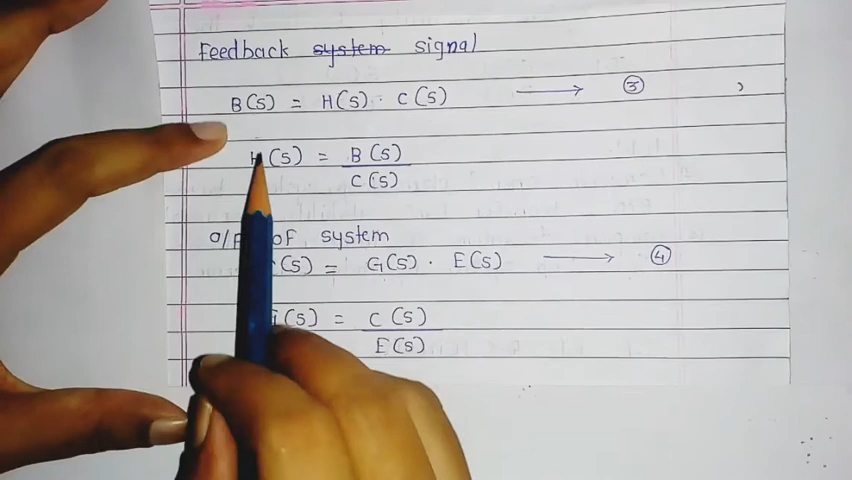 Feedback system signal
B(S) = H(S) · C(S) ⟶ ③ ,
H(S) = B(S)
C(S)
O/P of system
(S) = G(S) · E(S) ⟶ ④
(S) = C(S)
E(S)